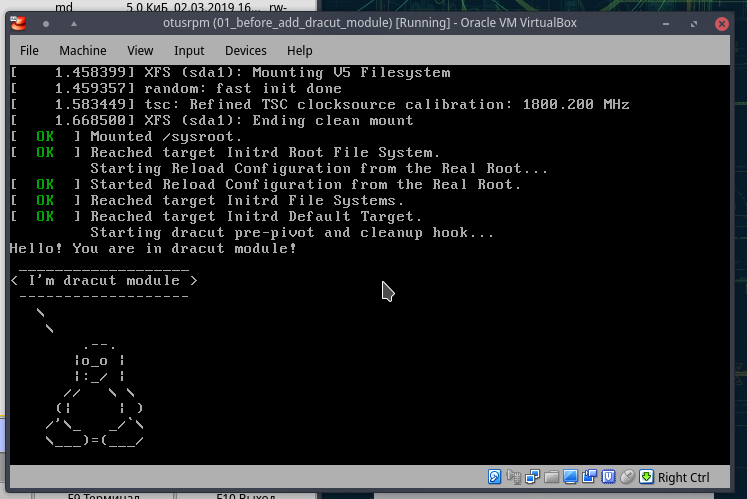 md 5,0 КиБ 02.03.2019 16... rw-
otusrpm (01_before_add_dracut_module) [Running] - Oracle VM VirtualBox
File Machine View Input Devices Help
[    1.458399] XFS (sda1): Mounting V5 Filesystem
[    1.459357] random: fast init done
[    1.583449] tsc: Refined TSC clocksource calibration: 1800.200 MHz
[    1.668500] XFS (sda1): Ending clean mount
[  OK  ] Mounted /sysroot.
[  OK  ] Reached target Initrd Root File System.
         Starting Reload Configuration from the Real Root...
[  OK  ] Started Reload Configuration from the Real Root.
[  OK  ] Reached target Initrd File Systems.
[  OK  ] Reached target Initrd Default Target.
         Starting dracut pre-pivot and cleanup hook...
Hello! You are in dracut module!
 ___________________
< I'm dracut module >
 -------------------
   \
    \
        .--.
       |o_o |
       |:_/ |
      //   \ \
     (|     | )
    /'\_   _/`\
    \___)=(___/
Right Ctrl
F9 Терминал F10 Выход